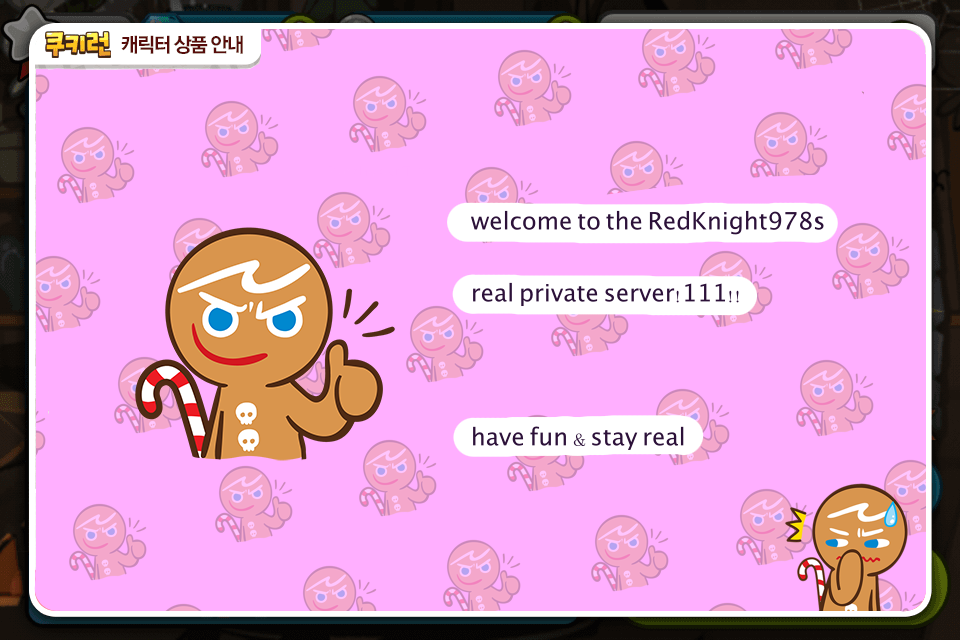 쿠키런 캐릭터 상품 안내
welcome to the RedKnight978s
real private server!111!!
have fun & stay real